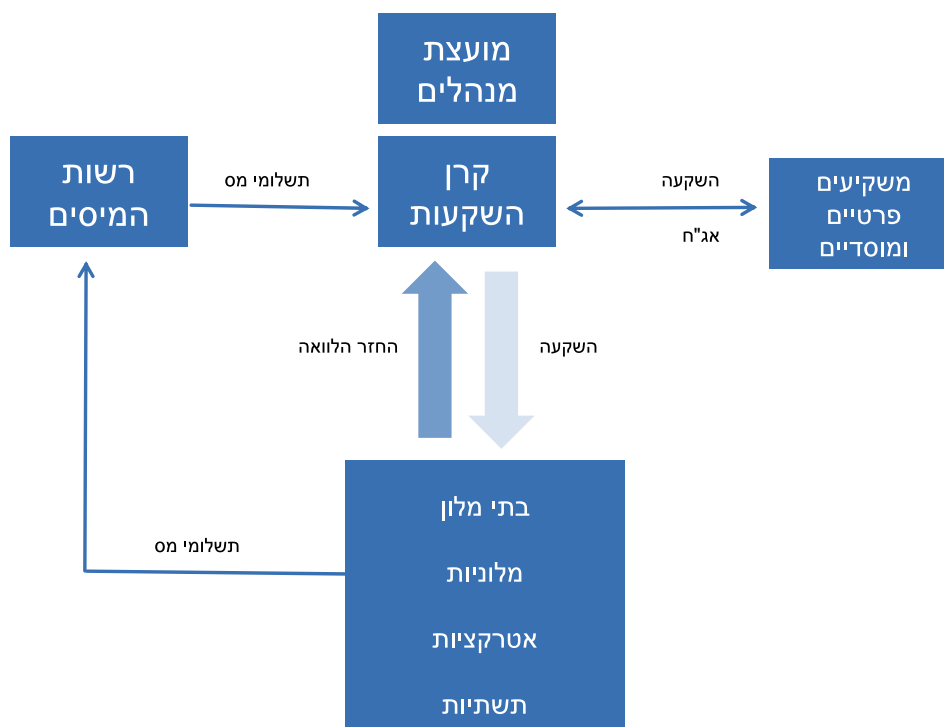 מועצת
מנהלים
קרן
השקעות
רשות
המיסים
משקיעים
פרטיים
ומוסדיים
השקעה
אג"ח
תשלומי מס
השקעה
החזר הלוואה
בתי מלון
מלוניות
אטרקציות
תשתיות
תשלומי מס